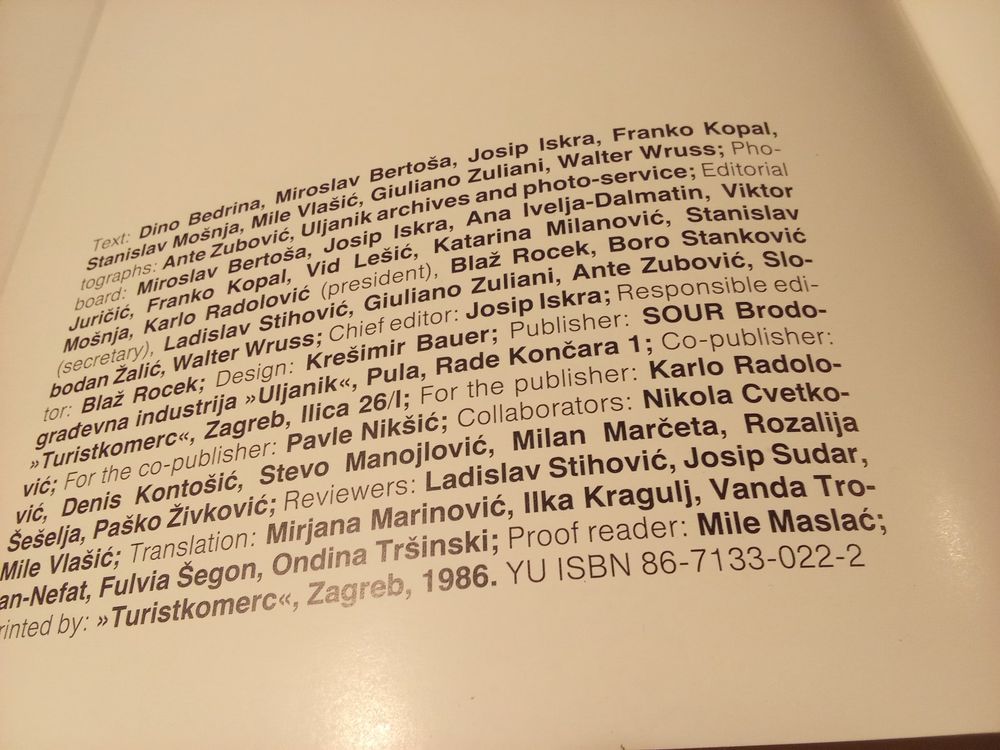 Text: Dino Bedrina, Miroslav Bertoša, Josip Iskra, Franko Kopal,
Stanislav Mošnja, Mile Vlašić, Giuliano Zuliani, Walter Wruss; Pho-
tographs: Ante Zubović, Uljanik archives and photo-service; Editorial
board: Miroslav Bertoša, Josip Iskra, Ana Ivelja-Dalmatin, Viktor
Juričić, Franko Kopal, Vid Lešić, Katarina Milanović, Stanislav
Mošnja, Karlo Radolović (president), Blaž Rocek, Boro Stanković
(secretary), Ladislav Stihović, Giuliano Zuliani, Ante Zubović, Slo-
bodan Žalić, Walter Wruss; Chief editor: Josip Iskra; Responsible edi-
tor: Blaž Rocek; Design: Krešimir Bauer; Publisher: SOUR Brodo-
građevna industrija »Uljanik«, Pula, Rade Končara 1; Co-publisher:
»Turistkomerc«, Zagreb, Ilica 26/I; For the publisher: Karlo Radolo-
vić; For the co-publisher: Pavle Nikšić; Collaborators: Nikola Cvetko-
vić, Denis Kontošić, Stevo Manojlović, Milan Marčeta, Rozalija
Šešelja, Paško Živković; Reviewers: Ladislav Stihović, Josip Sudar,
Mile Vlašić; Translation: Mirjana Marinović, Ilka Kragulj, Vanda Tro-
an-Nefat, Fulvia Šegon, Ondina Tršinski; Proof reader: Mile Maslać;
rinted by: »Turistkomerc«, Zagreb, 1986. YU ISBN 86-7133-022-2